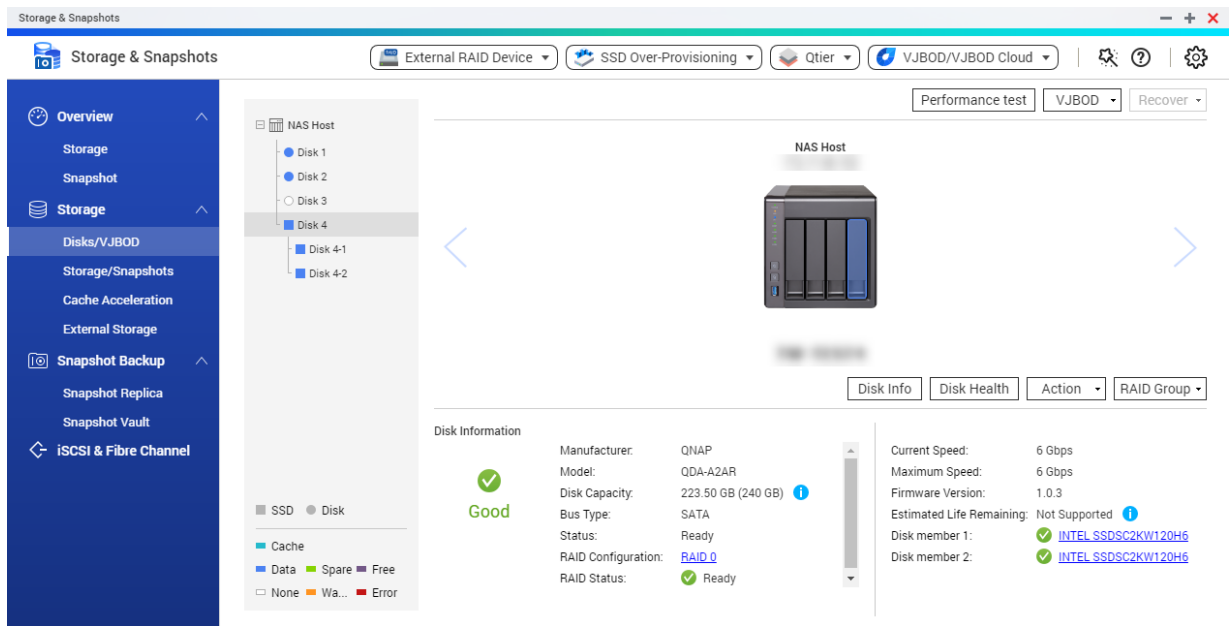 Storage & Snapshots
Storage & Snapshots
External RAID Device
SSD Over-Provisioning
Qtier
VJBOD/VJBOD Cloud
Overview
Storage
Snapshot
Storage
Disks/VJBOD
Storage/Snapshots
Cache Acceleration
External Storage
Snapshot Backup
Snapshot Replica
Snapshot Vault
iSCSI & Fibre Channel
NAS Host
Disk 1
Disk 2
Disk 3
Disk 4
Disk 4-1
Disk 4-2
SSD Disk
Cache
Data Spare Free
None Wa... Error
Performance test VJBOD Recover
NAS Host
Disk Info Disk Health Action RAID Group
Disk Information
Good
Manufacturer: QNAP
Model: QDA-A2AR
Disk Capacity: 223.50 GB (240 GB)
Bus Type: SATA
Status: Ready
RAID Configuration: RAID 0
RAID Status: Ready
Current Speed: 6 Gbps
Maximum Speed: 6 Gbps
Firmware Version: 1.0.3
Estimated Life Remaining: Not Supported
Disk member 1: INTEL SSDSC2KW120H6
Disk member 2: INTEL SSDSC2KW120H6